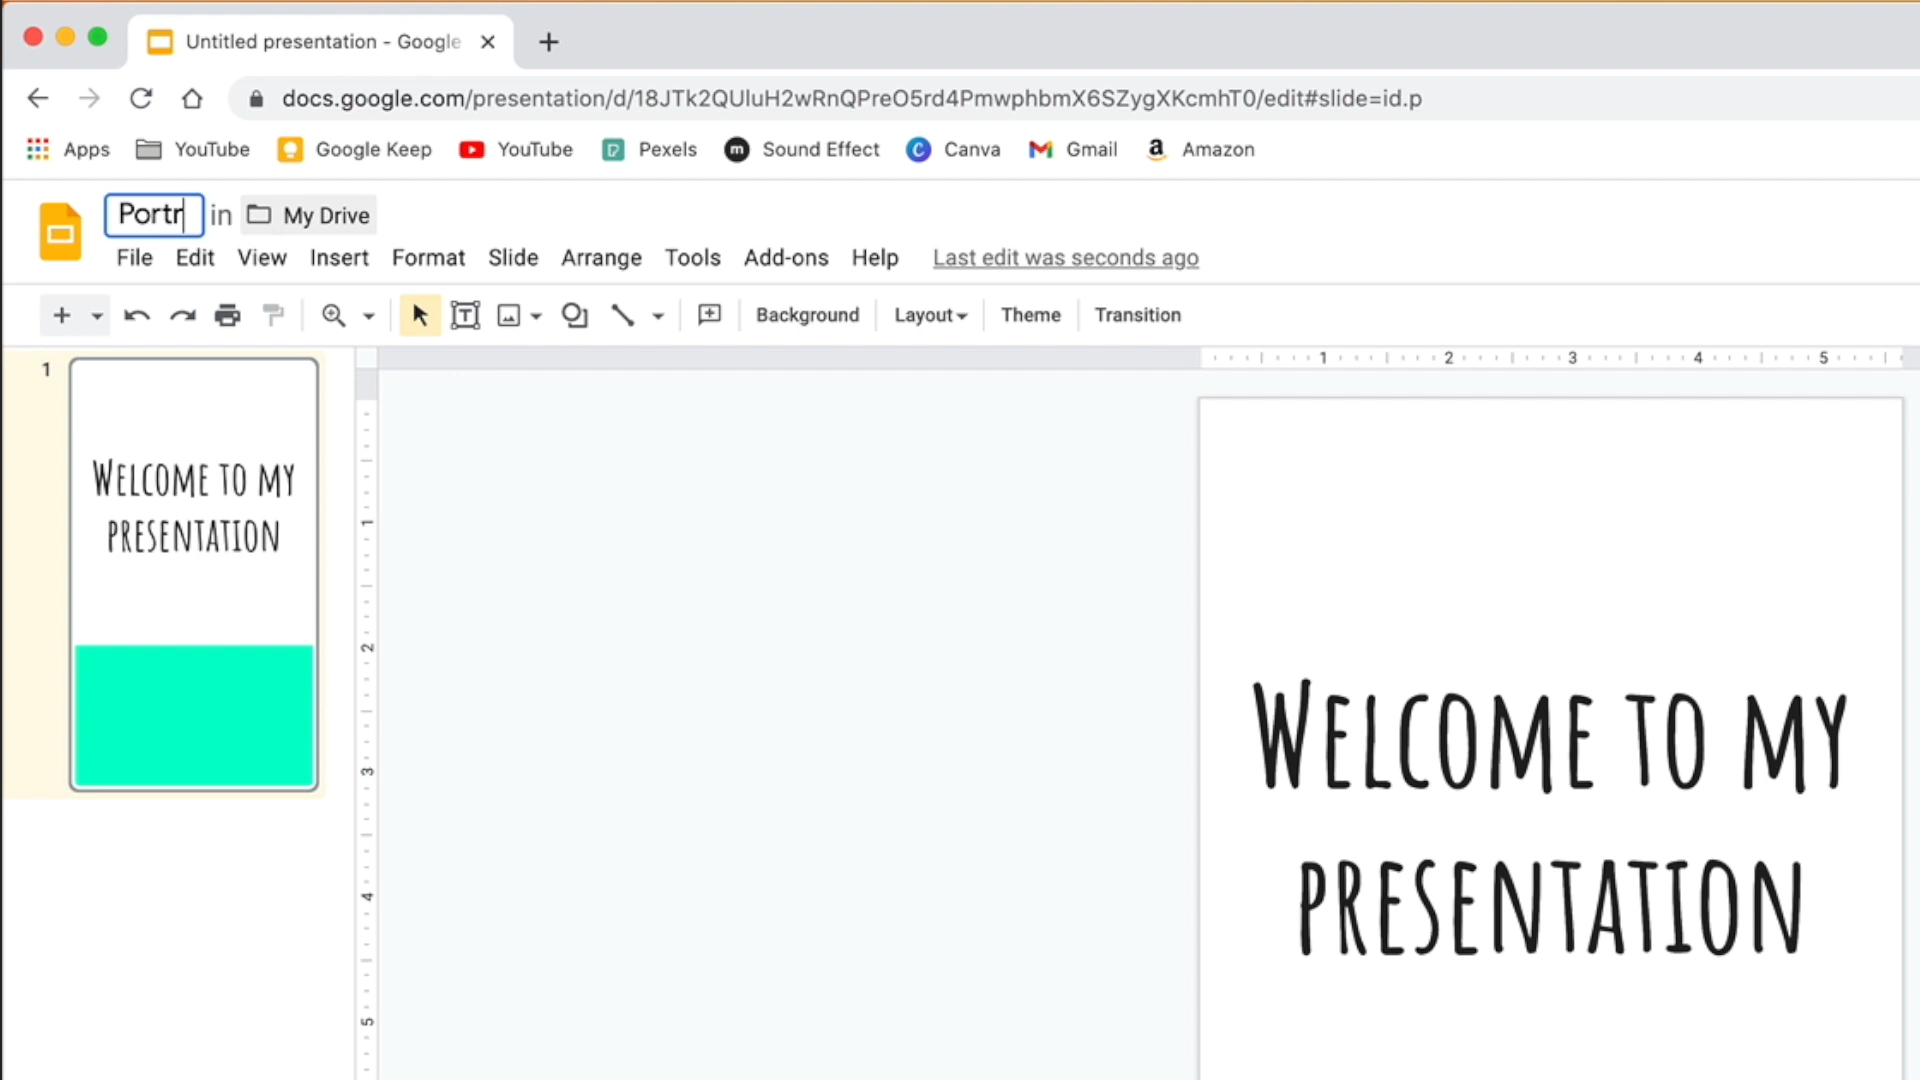 Untitled presentation - Google
docs.google.com/presentation/d/18JTk2QUluH2wRnQPreO5rd4PmwphbmX6SZygXKcmhT0/edit#slide=id.p
Apps YouTube Google Keep YouTube Pexels Sound Effect Canva Gmail Amazon
Portr in My Drive
File Edit View Insert Format Slide Arrange Tools Add-ons Help Last edit was seconds ago
Background Layout Theme Transition
1 2 3 4 5
1
WELCOME TO MY
PRESENTATION
1
2
3
4
5
WELCOME TO MY
PRESENTATION